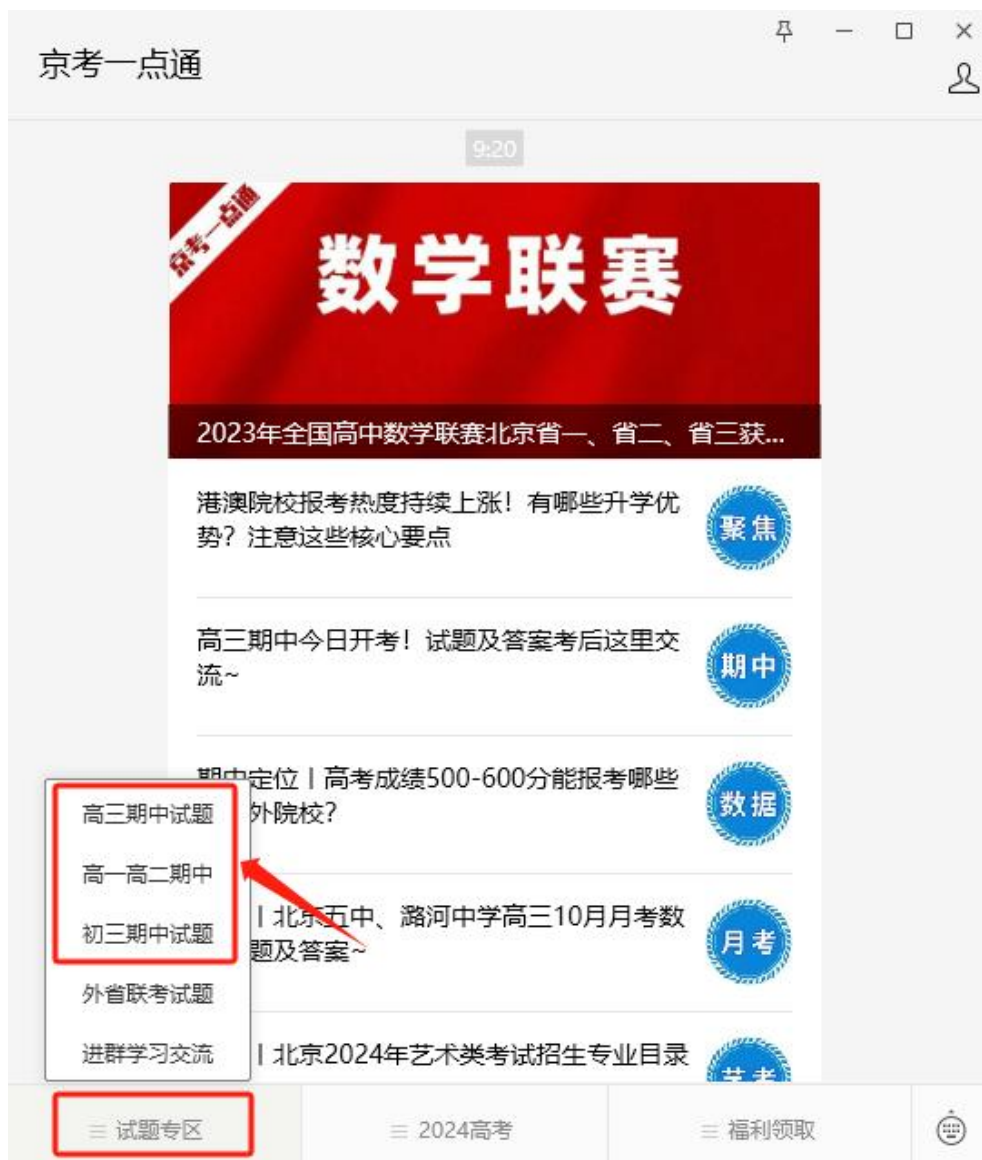 京考一点通
9:20
京考一点通
数学联赛
2023年全国高中数学联赛北京省一、省二、省三获...
港澳院校报考热度持续上涨！有哪些升学优
势？注意这些核心要点
聚焦
高三期中今日开考！试题及答案考后这里交
流~
期中
期中定位丨高考成绩500-600分能报考哪些
外院校？
数据
丨北京五中、潞河中学高三10月月考数
题及答案~
月考
丨北京2024年艺术类考试招生专业目录
艺考
高三期中试题
高一高二期中
初三期中试题
外省联考试题
进群学习交流
试题专区
2024高考
福利领取